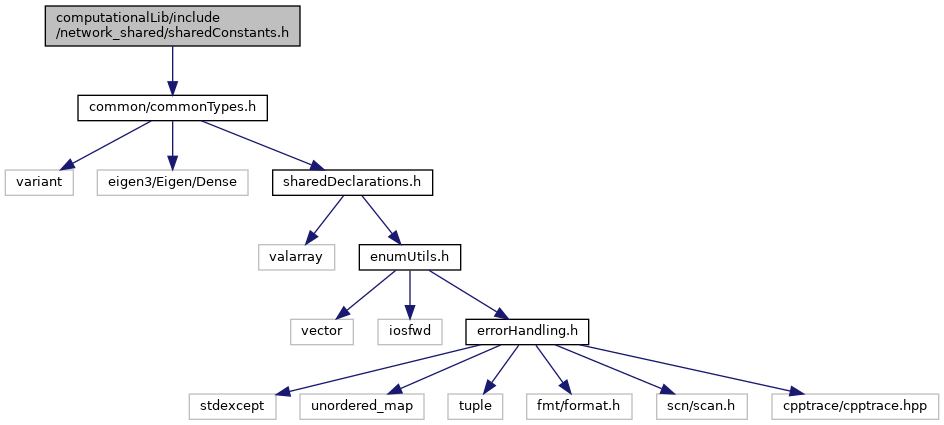 computationalLib/include
/network_shared/sharedConstants.h
common/commonTypes.h
variant
eigen3/Eigen/Dense
sharedDeclarations.h
valarray
enumUtils.h
vector
iosfwd
errorHandling.h
stdexcept
unordered_map
tuple
fmt/format.h
scn/scan.h
cpptrace/cpptrace.hpp